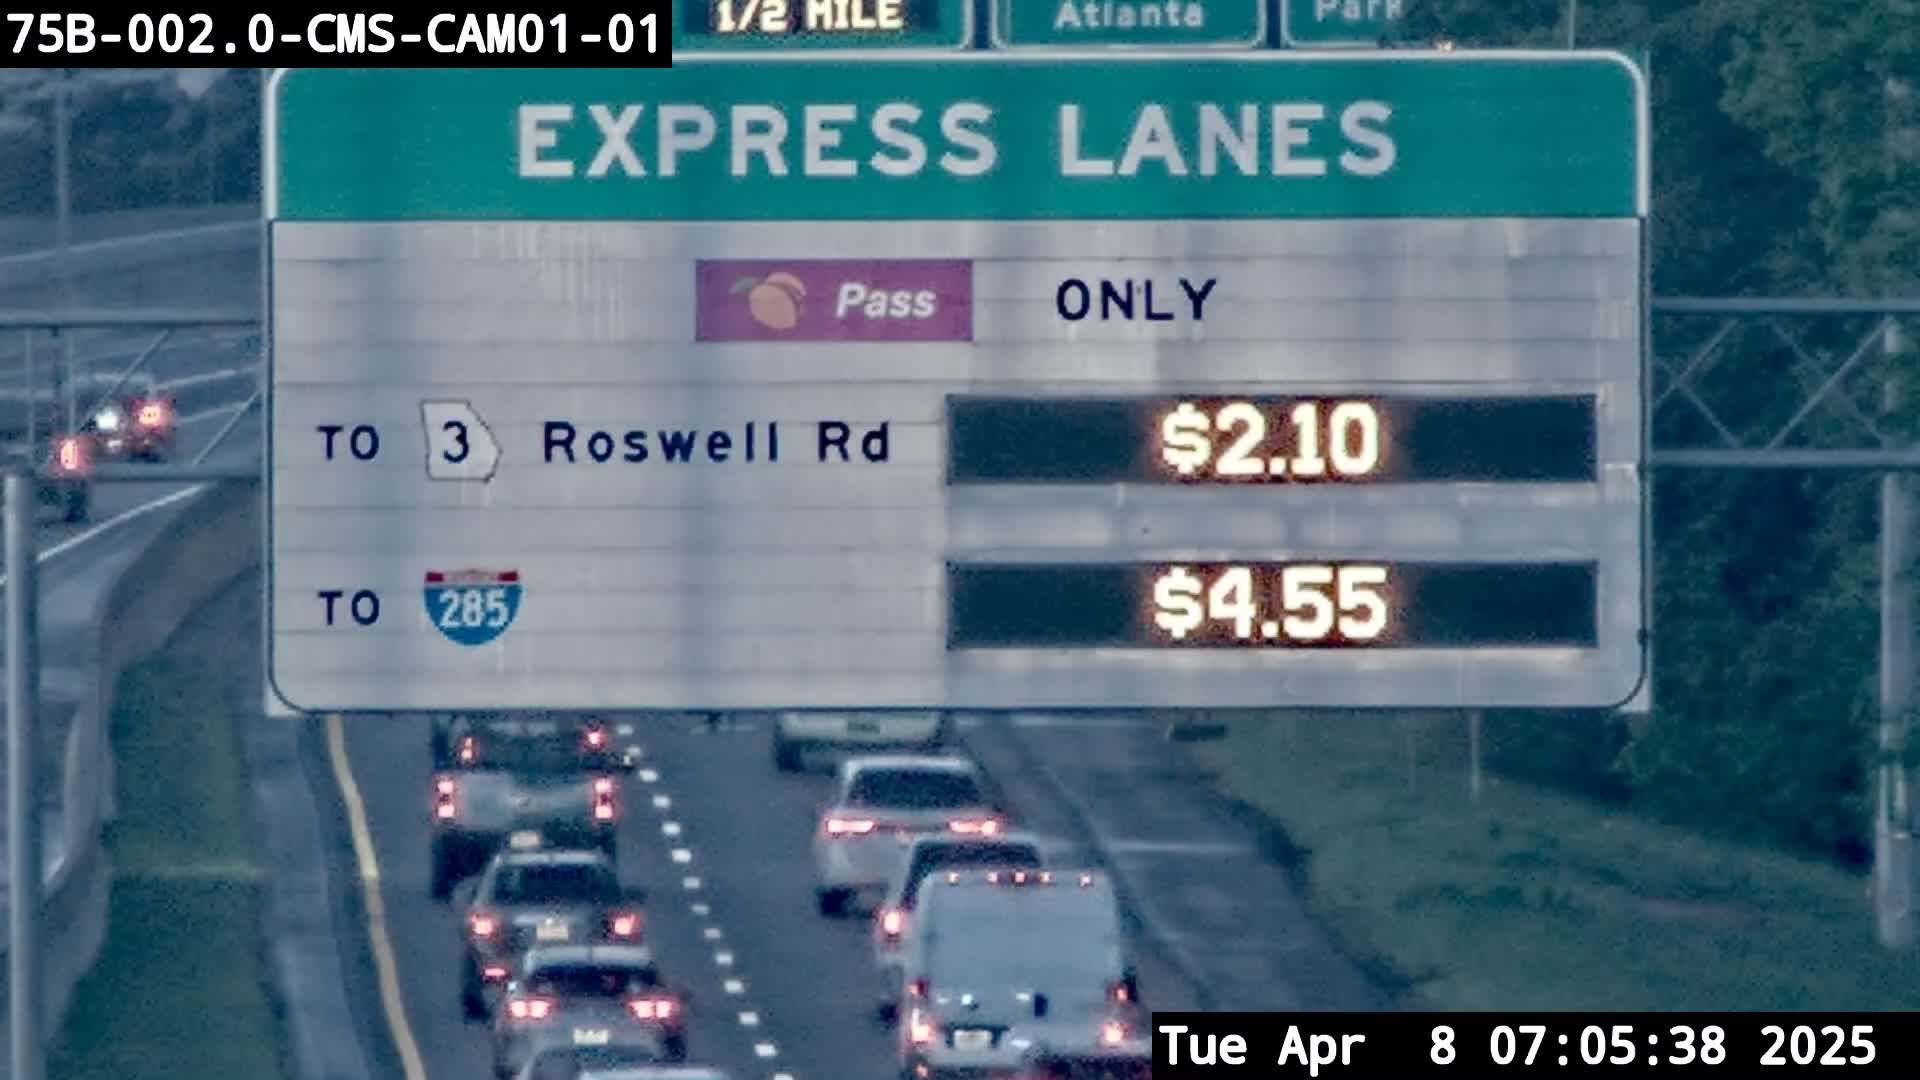 75B-002.0-CMS-CAM01-01
1/2 MILE
Atlanta
Park
EXPRESS LANES
Pass ONLY
TO 3 Roswell Rd $2.10
TO 285 $4.55
Tue Apr 8 07:05:38 2025